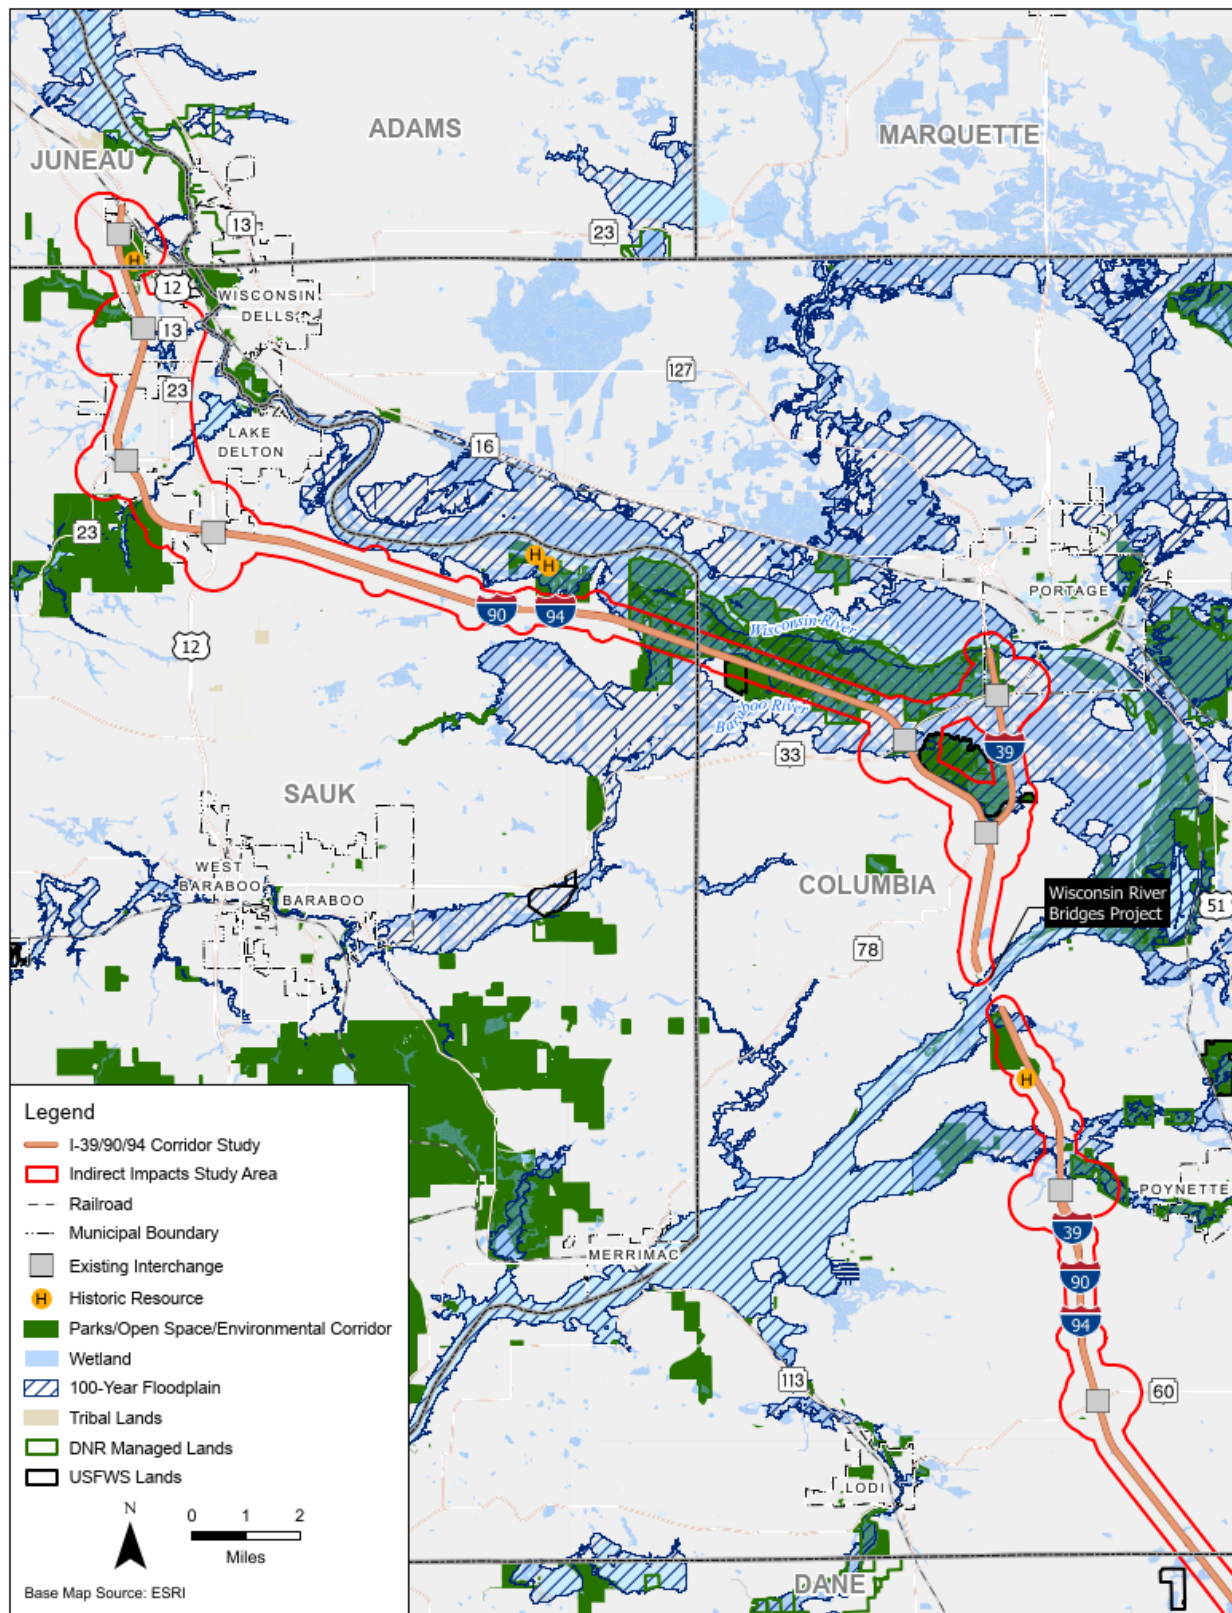 ADAMS
MARQUETTE
JUNEAU
13
23
H
12
WISCONSIN
DELLS
13
127
23
LAKE
DELTON
16
23
H
H
PORTAGE
90
94
Wisconsin River
12
Baraboo River
33
39
SAUK
WEST
BARABOO
BARABOO
COLUMBIA
Wisconsin River
Bridges Project
51
78
H
POYNETTE
39
MERRIMAC
90
94
113
60
LODI
DANE
Legend
I-39/90/94 Corridor Study
Indirect Impacts Study Area
Railroad
Municipal Boundary
Existing Interchange
H Historic Resource
Parks/Open Space/Environmental Corridor
Wetland
100-Year Floodplain
Tribal Lands
DNR Managed Lands
USFWS Lands
N
0 1 2
Miles
Base Map Source: ESRI